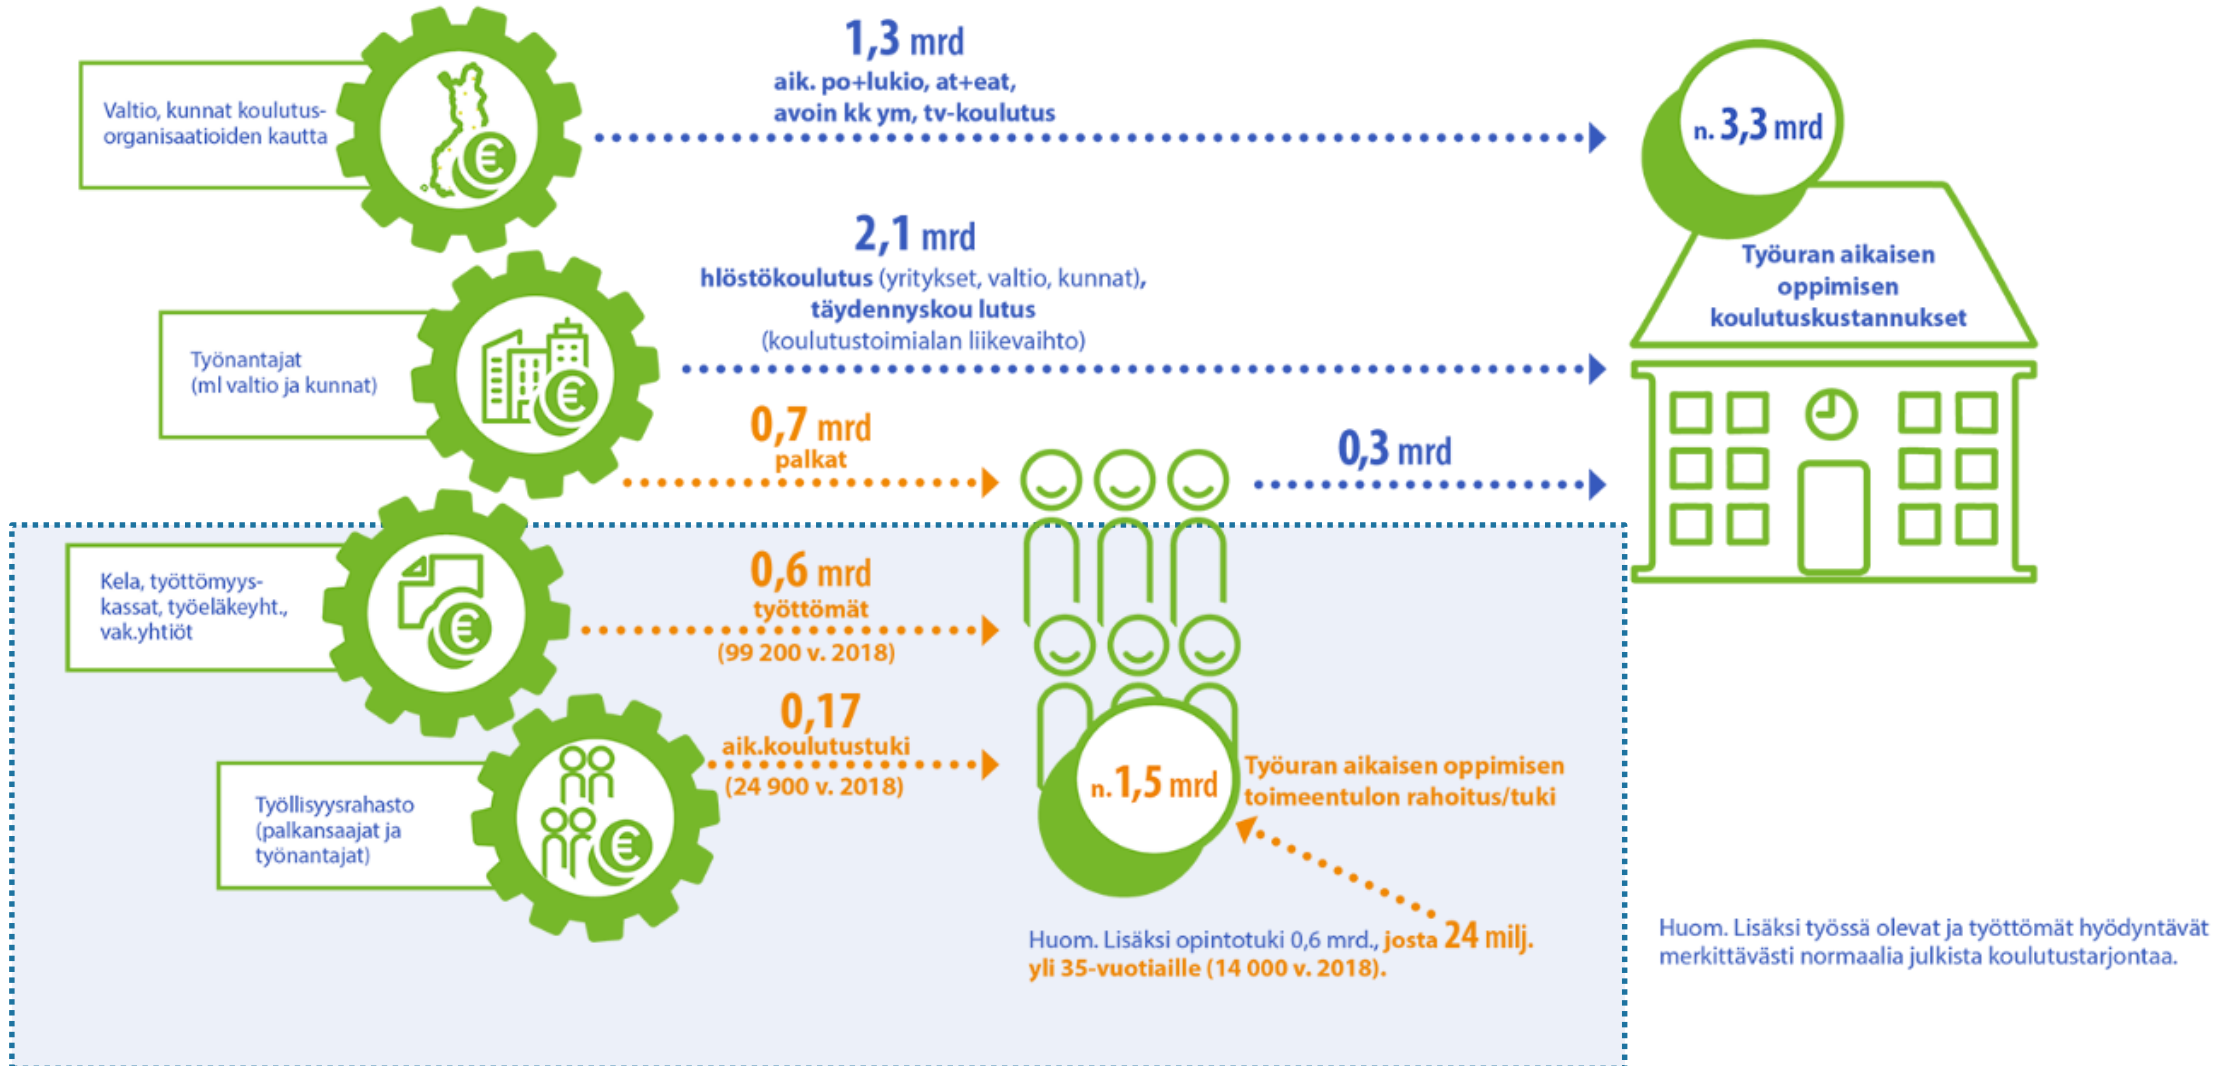 Valtio, kunnat koulutus-
organisaatioiden kautta
€
1,3 mrd
aik. po+lukio, at+eat,
avoin kk ym, tv-koulutus
n. 3,3 mrd
Työuran aikaisen
oppimisen
koulutuskustannukset
Työnantajat
(ml valtio ja kunnat)
€
2,1 mrd
hlöstökoulutus (yritykset, valtio, kunnat),
täydennyskou lutus
(koulutustoimialan liikevaihto)
0,7 mrd
palkat
0,3 mrd
Kela, työttömyys-
kassat, työeläkeyht.,
vak.yhtiöt
€
0,6 mrd
työttömät
(99 200 v. 2018)
Työllisyysrahasto
(palkansaajat ja
työnantajat)
€
0,17
aik.koulutustuki
(24 900 v. 2018)
n. 1,5 mrd
Työuran aikaisen oppimisen
toimeentulon rahoitus/tuki
Huom. Lisäksi opintotuki 0,6 mrd., josta 24 milj.
yli 35-vuotiaille (14 000 v. 2018).
Huom. Lisäksi työssä olevat ja työttömät hyödyntävät
merkittävästi normaalia julkista koulutustarjontaa.